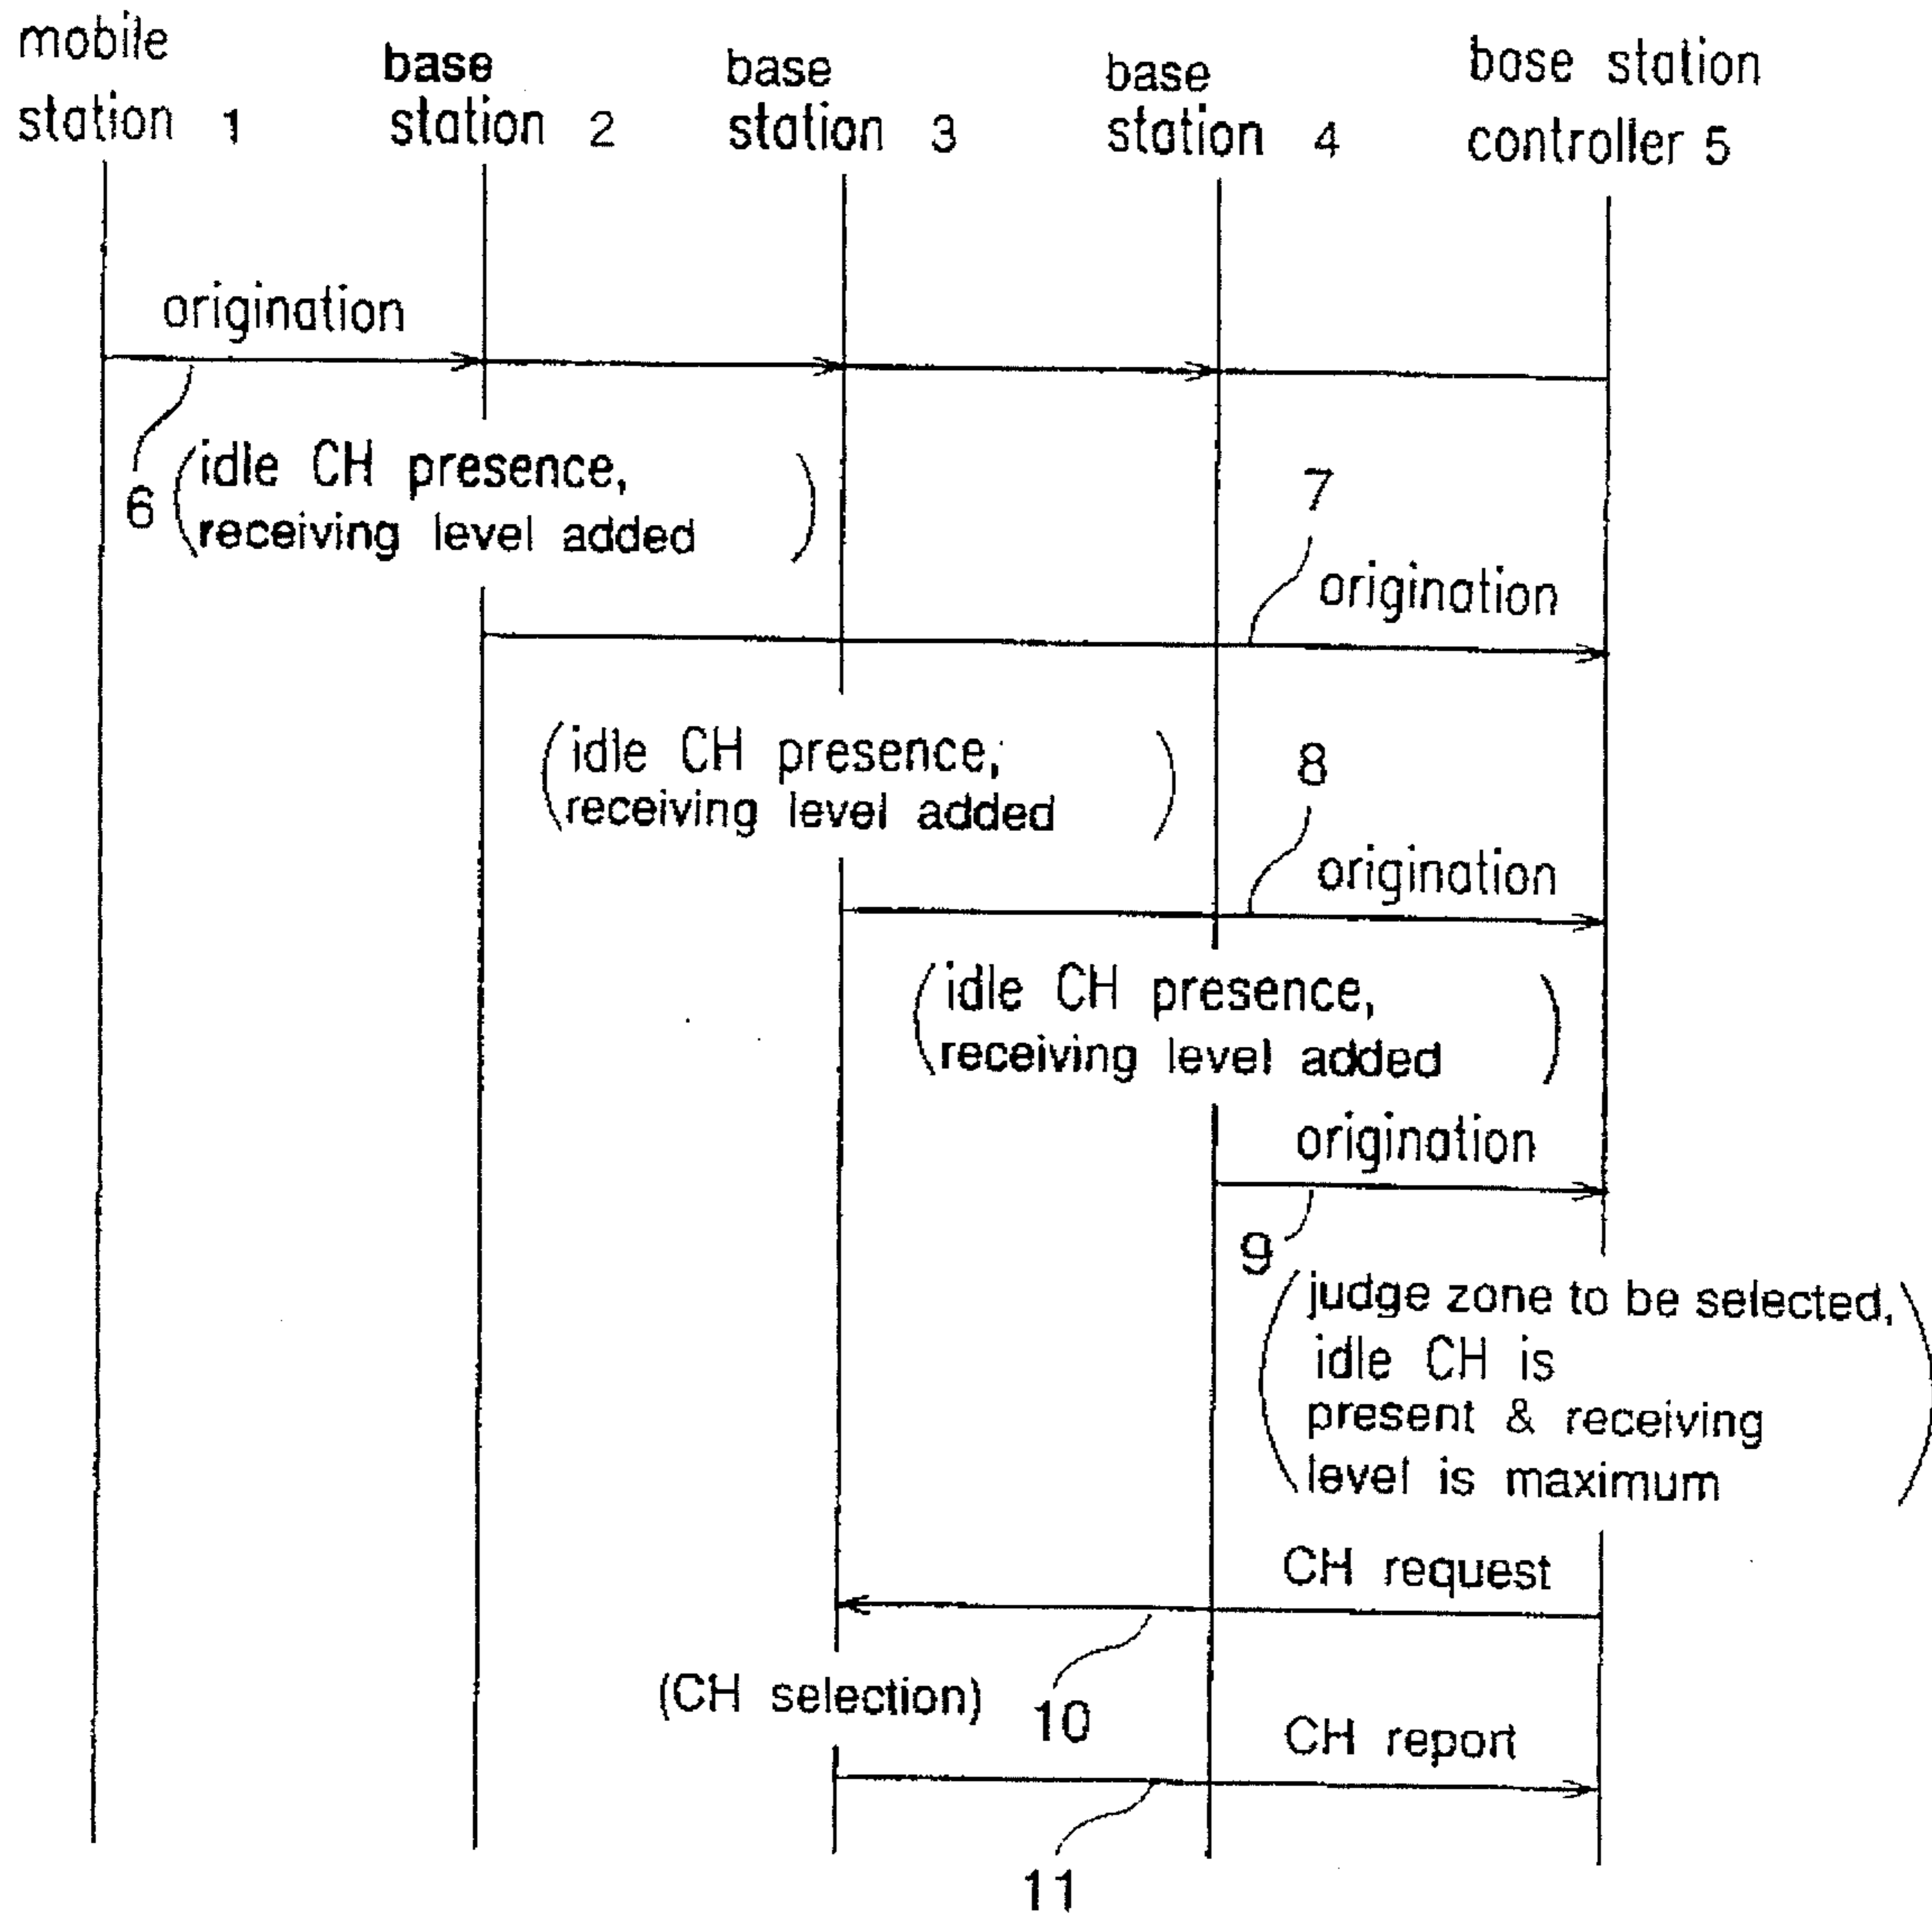 mobile
station 1
base
station 2
base
station 3
base
station 4
base station
controller 5
origination
6
(idle CH presence,
receiving level added)
7
origination
(idle CH presence,
receiving level added)
8
origination
(idle CH presence,
receiving level added)
origination
9
(judge zone to be selected,
idle CH is
present & receiving
level is maximum)
CH request
(CH selection)
10
CH report
11